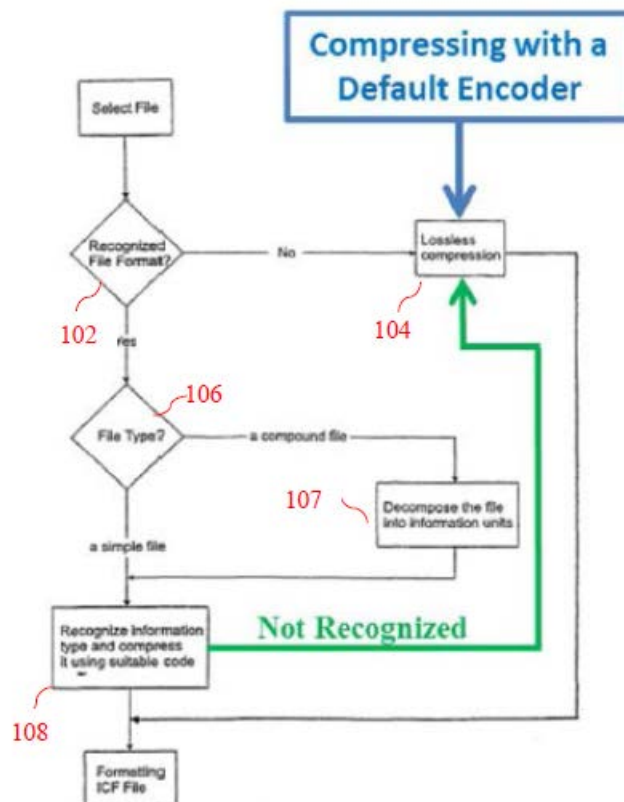 Compressing with a
Default Encoder
Select File
Recognized
File Format?
No
Lossless
compression
102
104
Yes
106
File Type?
a compound file
107
Decompose the file
into information units
a simple file
Not Recognized
Recognize information
type and compress
it using suitable code
108
Formatting
ICF File